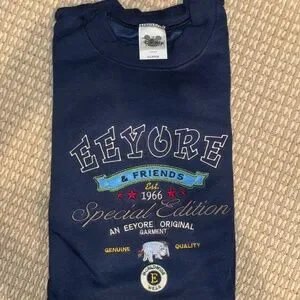 EEYORE
& FRIENDS
Est
1966
Special Edition
AN EEYORE ORIGINAL
GARMENT
GENUINE QUALITY
E